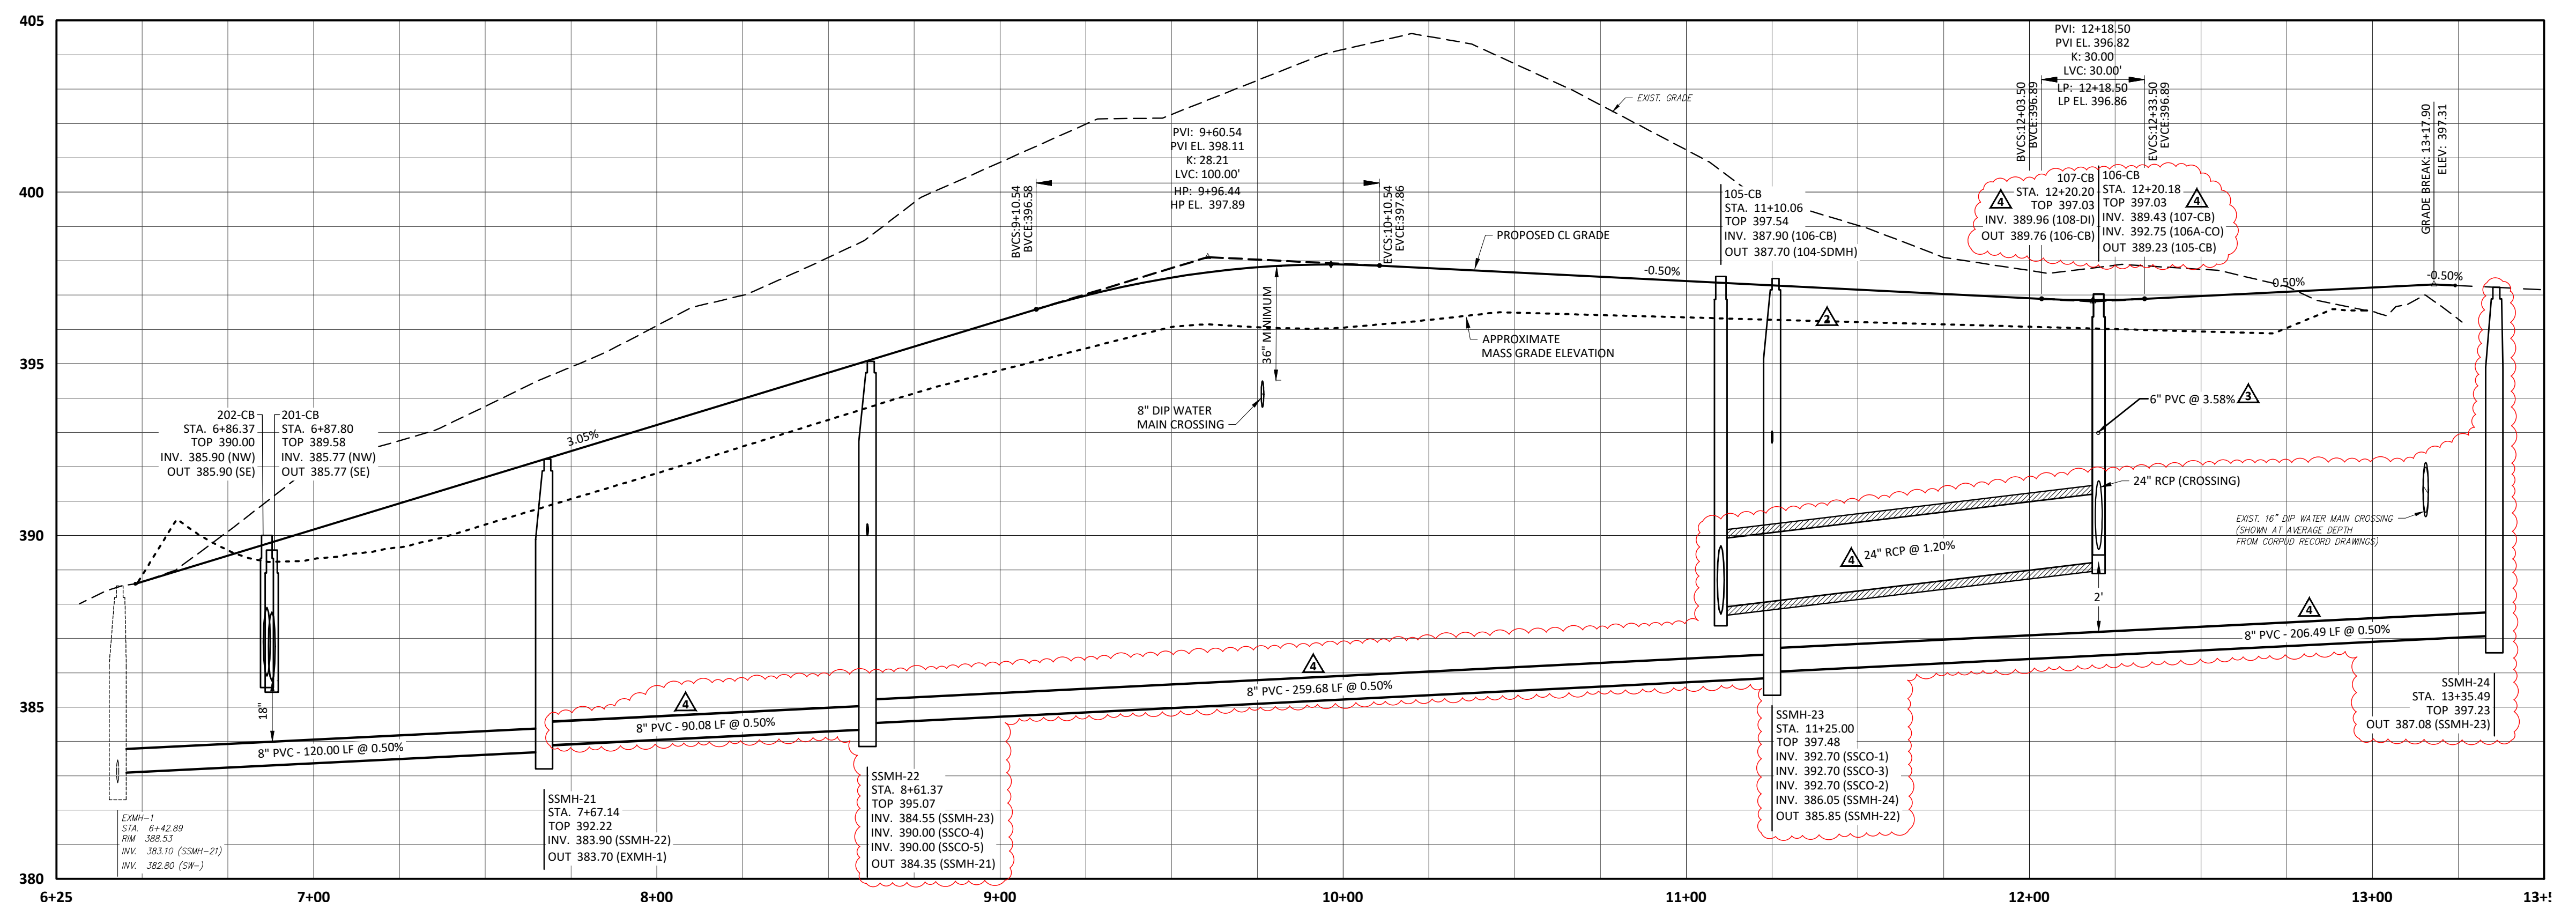 405
400
395
390
385
380
6+25
7+00
8+00
9+00
10+00
11+00
12+00
13+00
EXMH-1
STA. 6+42.89
RIM 388.53
INV. 383.10 (SSMH-21)
INV. 382.80 (SW-)
202-CB
STA. 6+86.37
TOP 390.00
INV. 385.90 (NW)
OUT 385.90 (SE)
201-CB
STA. 6+87.80
TOP 389.58
INV. 385.77 (NW)
OUT 385.77 (SE)
18"
8" PVC - 120.00 LF @ 0.50%
3.05%
SSMH-21
STA. 7+67.14
TOP 392.22
INV. 383.90 (SSMH-22)
OUT 383.70 (EXMH-1)
4
8" PVC - 90.08 LF @ 0.50%
SSMH-22
STA. 8+61.37
TOP 395.07
INV. 384.55 (SSMH-23)
INV. 390.00 (SSCO-4)
INV. 390.00 (SSCO-5)
OUT 384.35 (SSMH-21)
BVCS:9+10.54
BVCE:396.58
PVI: 9+60.54
PVI EL. 398.11
K: 28.21
LVC: 100.00'
HP: 9+96.44
HP EL. 397.89
EVCS:10+10.54
EVCE:397.86
36" MINIMUM
8" DIP WATER
MAIN CROSSING
4
8" PVC - 259.68 LF @ 0.50%
EXIST. GRADE
PROPOSED CL GRADE
APPROXIMATE
MASS GRADE ELEVATION
-0.50%
105-CB
STA. 11+10.06
TOP 397.54
INV. 387.90 (106-CB)
OUT 387.70 (104-SDMH)
2
4
24" RCP @ 1.20%
SSMH-23
STA. 11+25.00
TOP 397.48
INV. 392.70 (SSCO-1)
INV. 392.70 (SSCO-3)
INV. 392.70 (SSCO-2)
INV. 386.05 (SSMH-24)
OUT 385.85 (SSMH-22)
PVI: 12+18.50
PVI EL. 396.82
K: 30.00
LVC: 30.00'
LP: 12+18.50
LP EL. 396.86
BVCS:12+03.50
BVCE:396.89
EVCS:12+33.50
EVCE:396.89
4
107-CB
STA. 12+20.20
TOP 397.03
INV. 389.96 (108-DI)
OUT 389.76 (106-CB)
106-CB
STA. 12+20.18
TOP 397.03
INV. 389.43 (107-CB)
INV. 392.75 (106A-CO)
OUT 389.23 (105-CB)
4
0.50%
GRADE BREAK: 13+17.90
ELEV: 397.31
-0.50%
6" PVC @ 3.58%
3
24" RCP (CROSSING)
2'
EXIST. 16" DIP WATER MAIN CROSSING
(SHOWN AT AVERAGE DEPTH
FROM CORPUD RECORD DRAWINGS)
4
8" PVC - 206.49 LF @ 0.50%
SSMH-24
STA. 13+35.49
TOP 397.23
OUT 387.08 (SSMH-23)